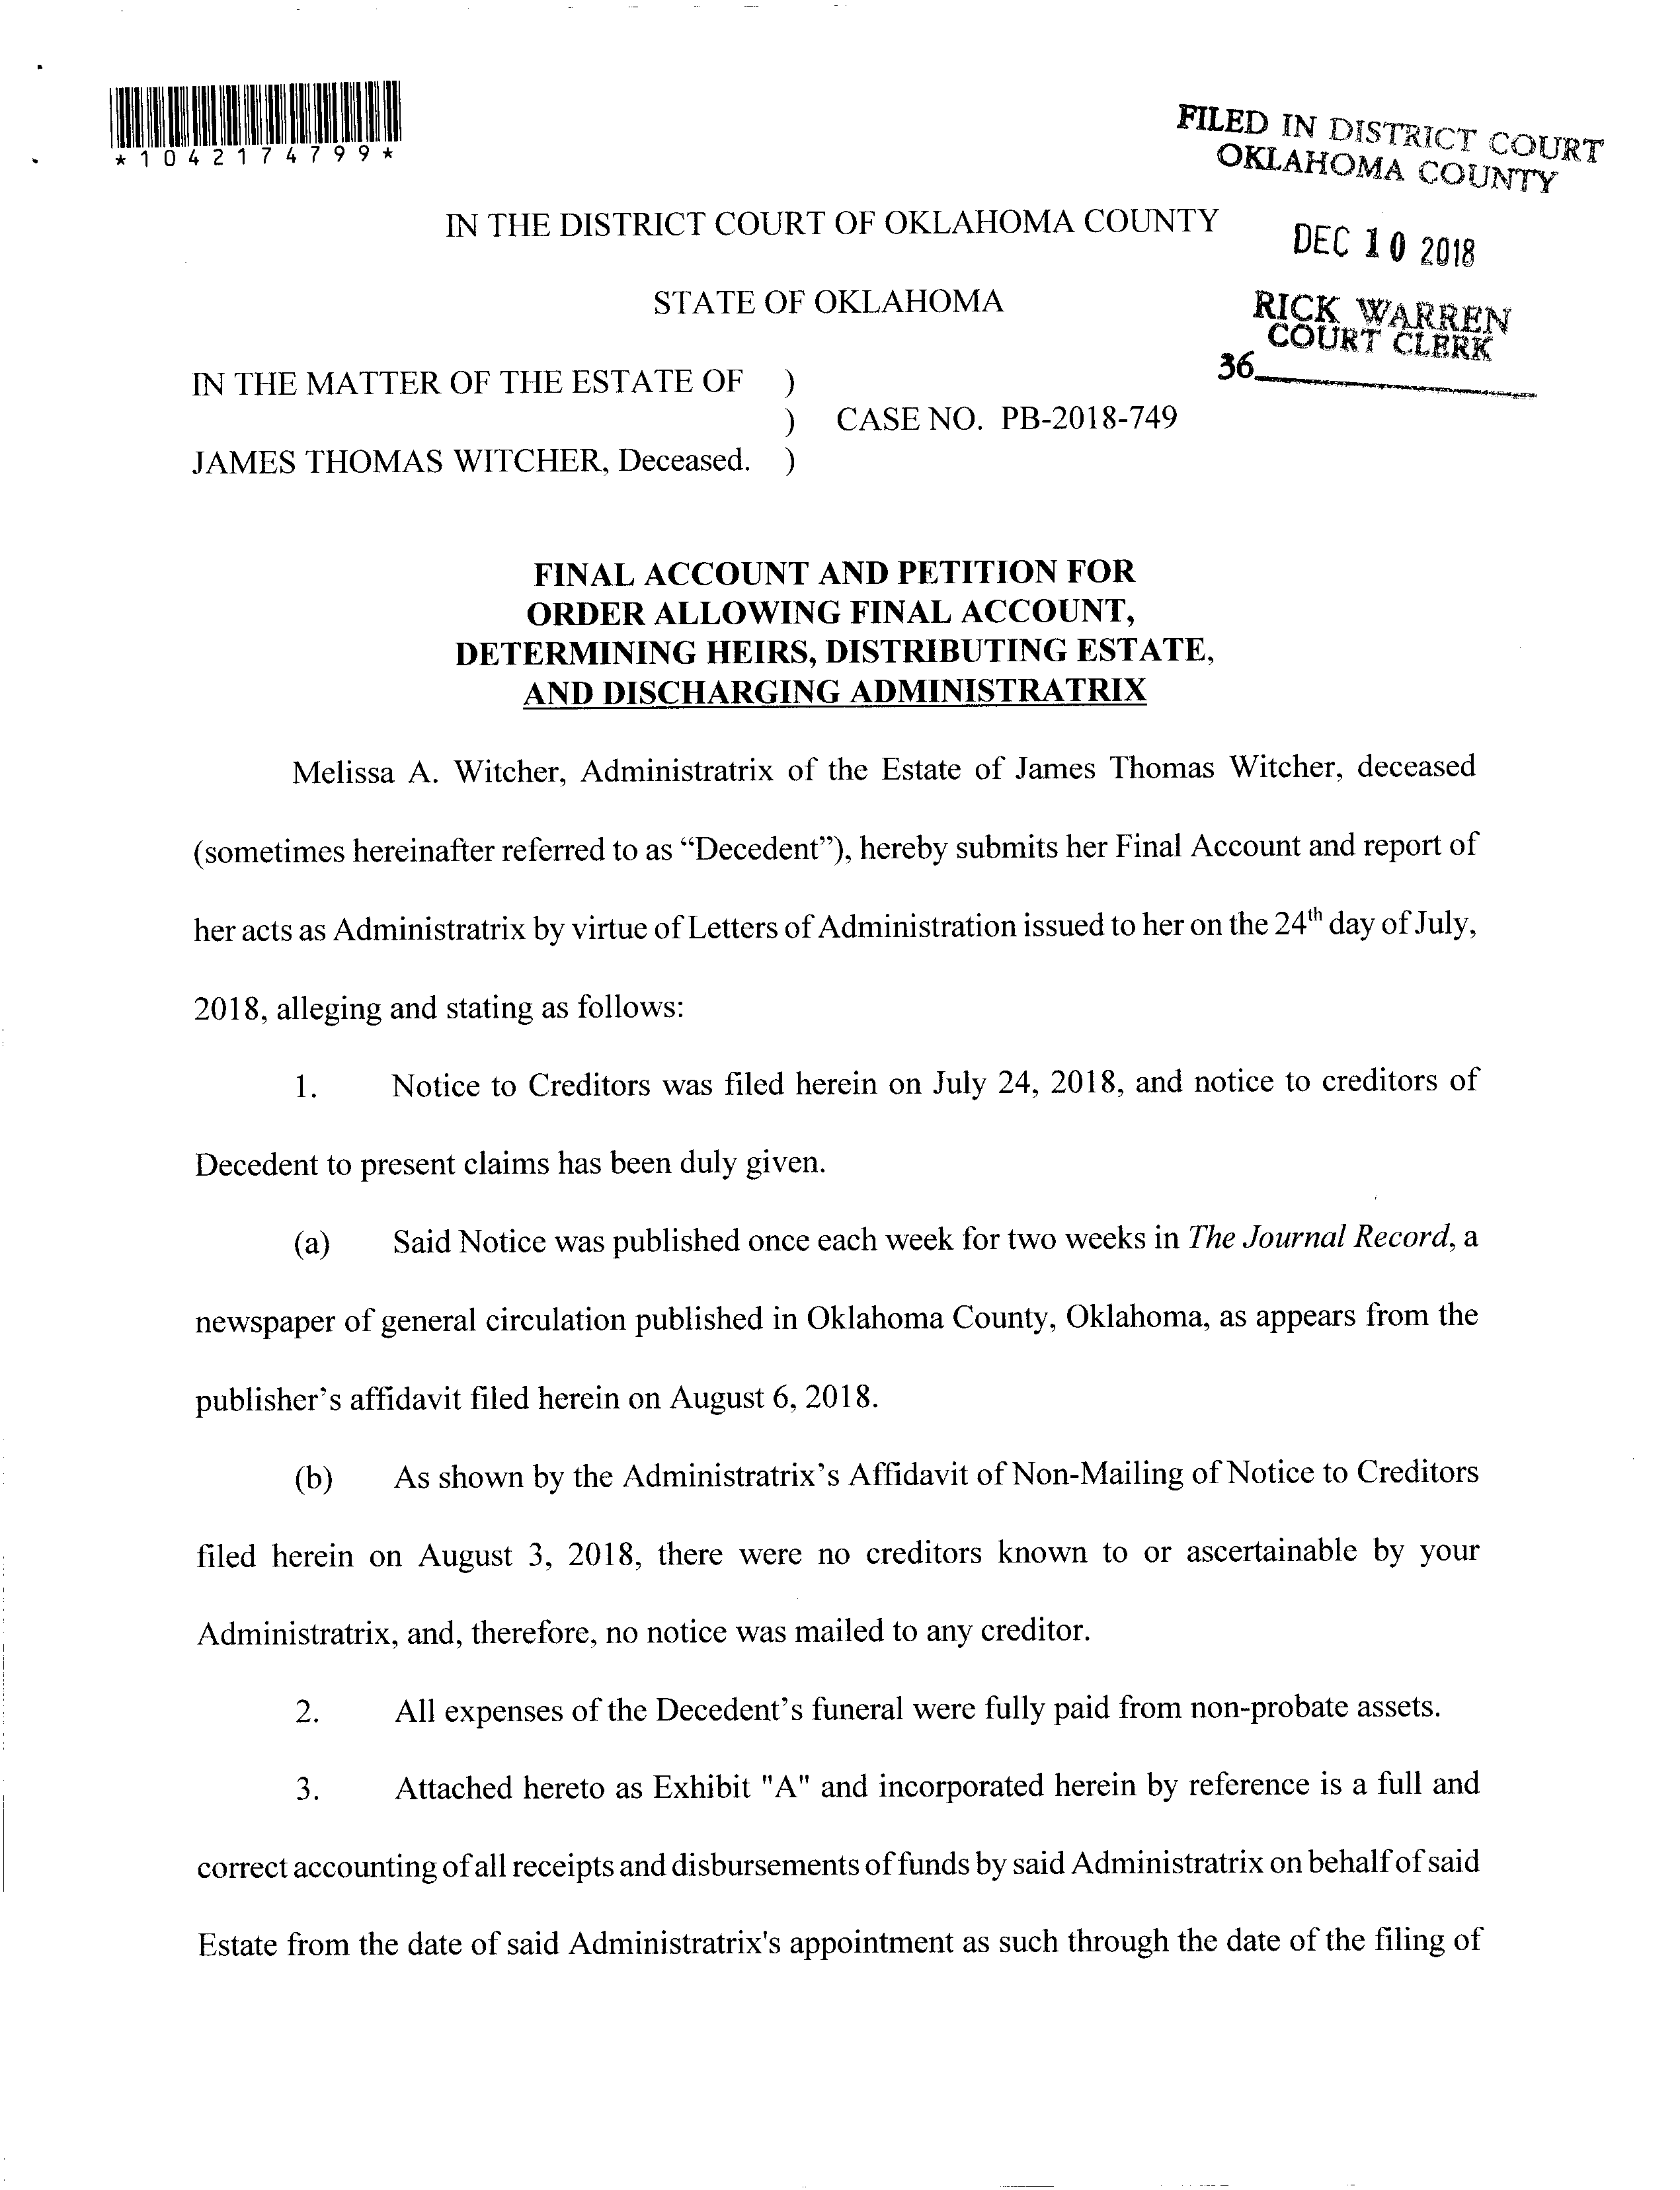 *1042174799*
FILED IN DISTRICT COURT
OKLAHOMA COUNTY
IN THE DISTRICT COURT OF OKLAHOMA COUNTY
DEC 10 2018
STATE OF OKLAHOMA
RICK WARREN
COURT CLERK
36
IN THE MATTER OF THE ESTATE OF )
) CASE NO. PB-2018-749
JAMES THOMAS WITCHER, Deceased. )
FINAL ACCOUNT AND PETITION FOR
ORDER ALLOWING FINAL ACCOUNT,
DETERMINING HEIRS, DISTRIBUTING ESTATE,
AND DISCHARGING ADMINISTRATRIX
Melissa A. Witcher, Administratrix of the Estate of James Thomas Witcher, deceased
(sometimes hereinafter referred to as “Decedent”), hereby submits her Final Account and report of
her acts as Administratrix by virtue of Letters of Administration issued to her on the 24th day of July,
2018, alleging and stating as follows:
1. Notice to Creditors was filed herein on July 24, 2018, and notice to creditors of
Decedent to present claims has been duly given.
(a) Said Notice was published once each week for two weeks in The Journal Record, a
newspaper of general circulation published in Oklahoma County, Oklahoma, as appears from the
publisher’s affidavit filed herein on August 6, 2018.
(b) As shown by the Administratrix’s Affidavit of Non-Mailing of Notice to Creditors
filed herein on August 3, 2018, there were no creditors known to or ascertainable by your
Administratrix, and, therefore, no notice was mailed to any creditor.
2. All expenses of the Decedent’s funeral were fully paid from non-probate assets.
3. Attached hereto as Exhibit "A" and incorporated herein by reference is a full and
correct accounting of all receipts and disbursements of funds by said Administratrix on behalf of said
Estate from the date of said Administratrix's appointment as such through the date of the filing of